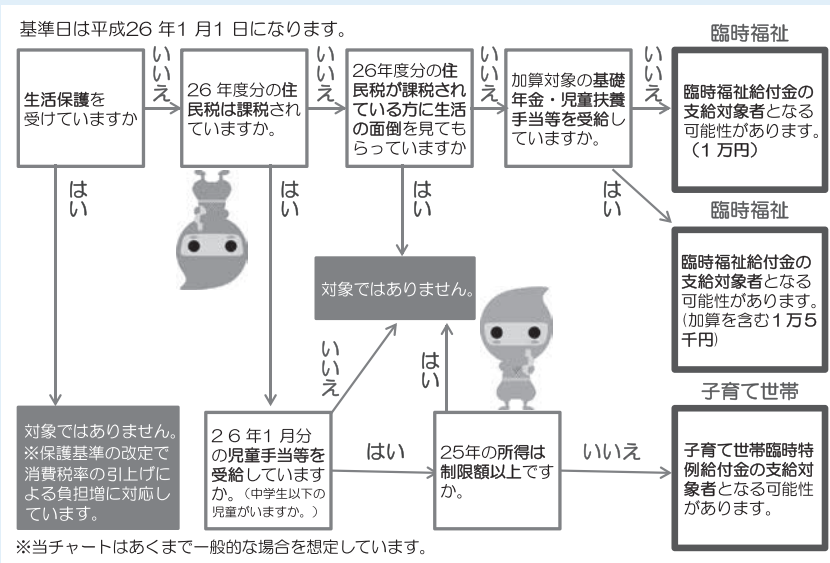 基準日は平成26 年1 月1 日になります。
生活保護を
受けていますか
いいえ
はい
26 年度分の住
民税は課税され
ていますか。
いいえ
はい
26年度分の住
民税が課税され
ている方に生活
の面倒を見ても
らっていますか
いいえ
はい
加算対象の基礎
年金・児童扶養
手当等を受給し
ていますか。
いいえ
はい
臨時福祉
臨時福祉給付金の
支給対象者となる
可能性があります。
（1 万円）
臨時福祉
臨時福祉給付金の
支給対象者となる
可能性があります。
(加算を含む1万5
千円)
対象ではありません。
いいえ
はい
対象ではありません。
※保護基準の改定で
消費税率の引上げに
よる負担増に対応し
ています。
２６年1 月分
の児童手当等を
受給しています
か。（中学生以下の
児童がいますか。）
はい
25年の所得は
制限額以上です
か。
いいえ
子育て世帯
子育て世帯臨時特
例給付金の支給対
象者となる可能性
があります。
※当チャートはあくまで一般的な場合を想定しています。